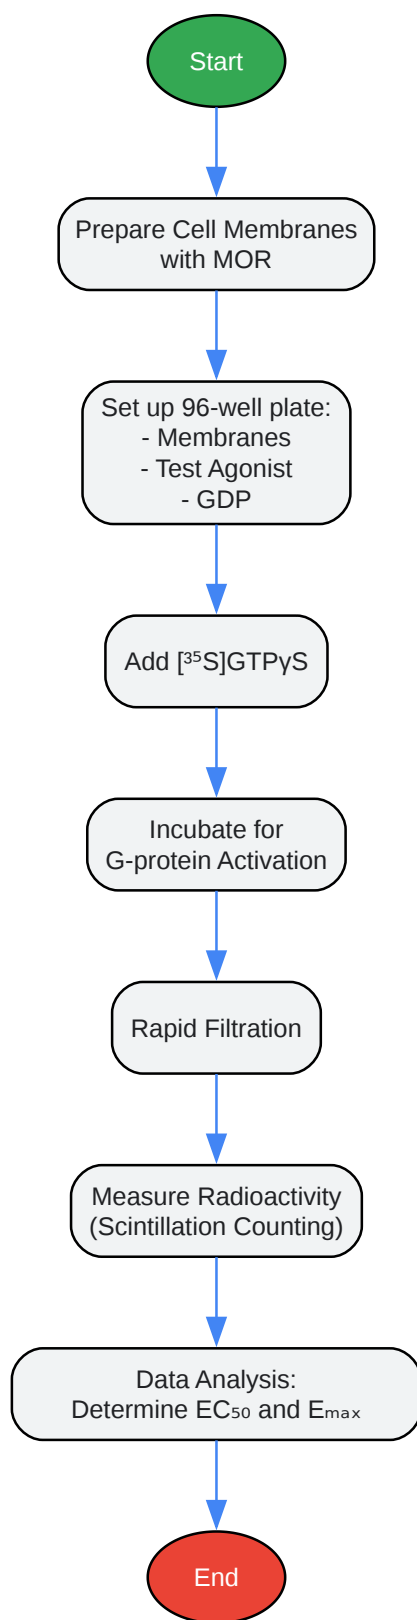 Start
Prepare Cell Membranes
with MOR
Set up 96-well plate:
- Membranes
- Test Agonist
- GDP
Add [³⁵S]GTPγS
Incubate for
G-protein Activation
Rapid Filtration
Measure Radioactivity
(Scintillation Counting)
Data Analysis:
Determine EC₅₀ and Eₘₐₓ
End